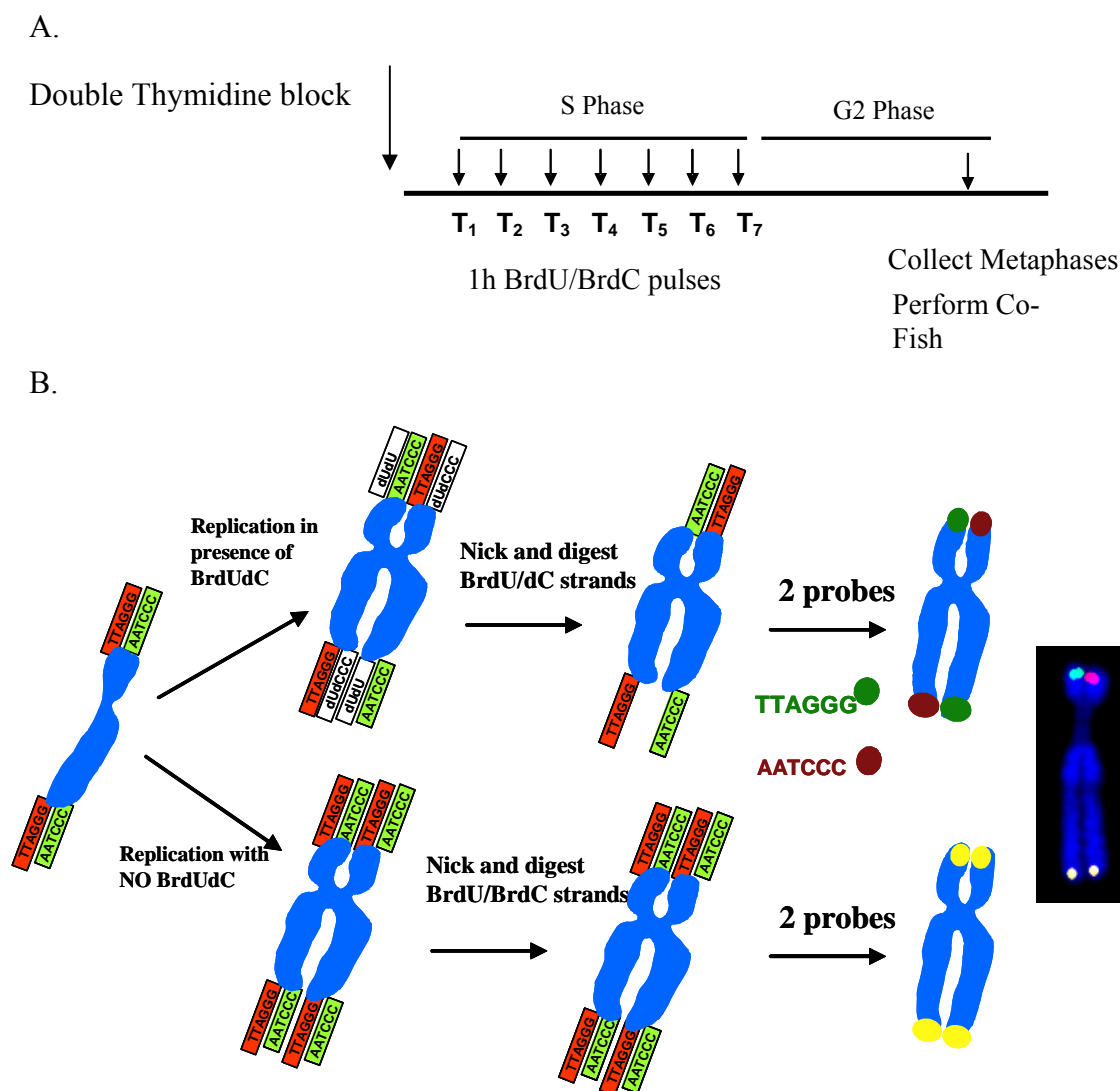 A.
Double Thymidine block
S Phase
G2 Phase
T1 T2 T3 T4 T5 T6 T7
1h BrdU/BrdC pulses
Collect Metaphases
Perform Co-
Fish
B.
TTAGGG
AATCCC
TTAGGG
AATCCC
Replication in
presence of
BrdUdC
dUdU
AATCCC
TTAGGG
dUdCCC
TTAGGG
dUdCCC
dUdU
AATCCC
Nick and digest
BrdU/dC strands
AATCCC
TTAGGG
TTAGGG
AATCCC
2 probes
TTAGGG
AATCCC
Replication with
NO BrdUdC
TTAGGG
AATCCC
TTAGGG
AATCCC
TTAGGG
AATCCC
TTAGGG
AATCCC
Nick and digest
BrdU/BrdC strands
TTAGGG
AATCCC
TTAGGG
AATCCC
TTAGGG
AATCCC
TTAGGG
AATCCC
2 probes